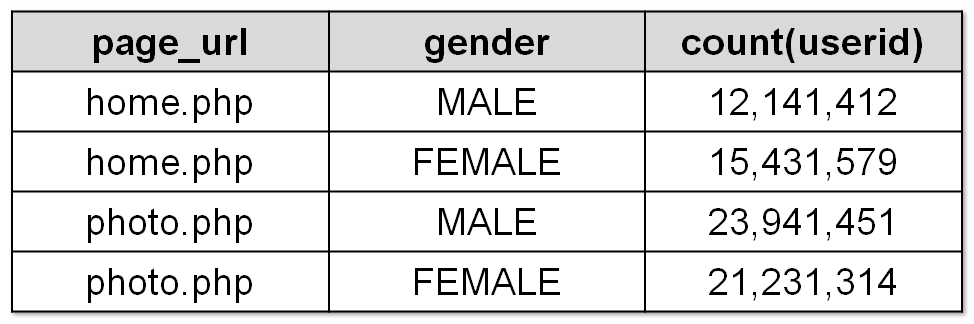 page_url gender count(userid)
home.php MALE 12,141,412
home.php FEMALE 15,431,579
photo.php MALE 23,941,451
photo.php FEMALE 21,231,314